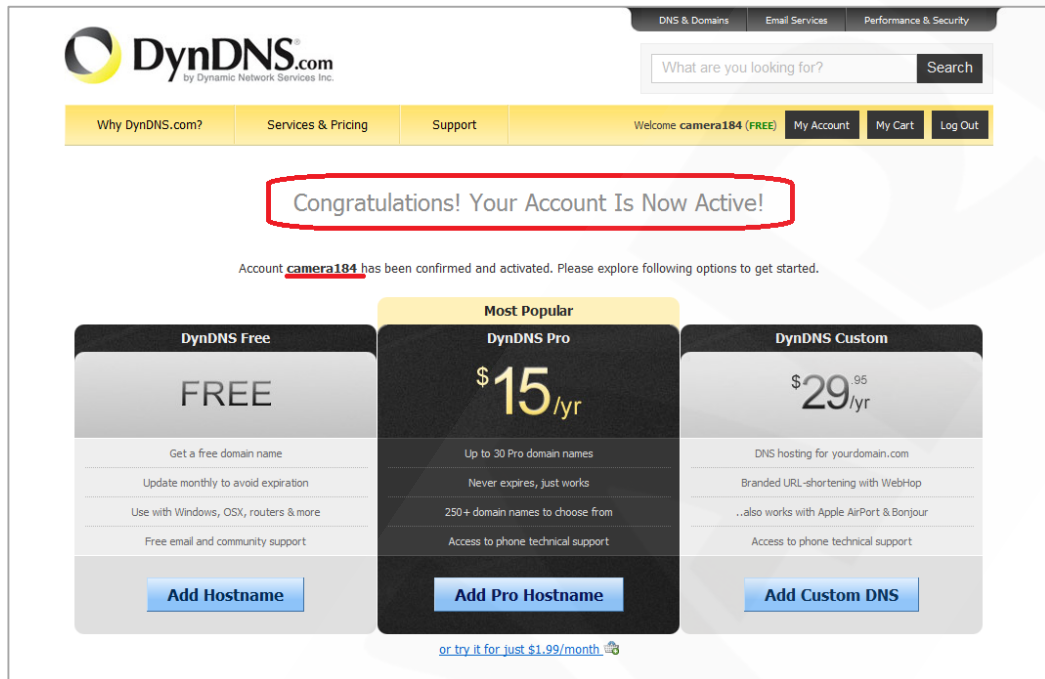 DNS & Domains Email Services Performance & Security
DynDNS.com
by Dynamic Network Services Inc.
What are you looking for? Search
Why DynDNS.com? Services & Pricing Support Welcome camera184 (FREE) My Account My Cart Log Out
Congratulations! Your Account Is Now Active!
Account camera184 has been confirmed and activated. Please explore following options to get started.
Most Popular
DynDNS Free DynDNS Pro DynDNS Custom
FREE $15/yr $29.95/yr
Get a free domain name Up to 30 Pro domain names DNS hosting for yourdomain.com
Update monthly to avoid expiration Never expires, just works Branded URL-shortening with WebHop
Use with Windows, OSX, routers & more 250+ domain names to choose from ..also works with Apple AirPort & Bonjour
Free email and community support Access to phone technical support Access to phone technical support
Add Hostname Add Pro Hostname Add Custom DNS
or try it for just $1.99/month